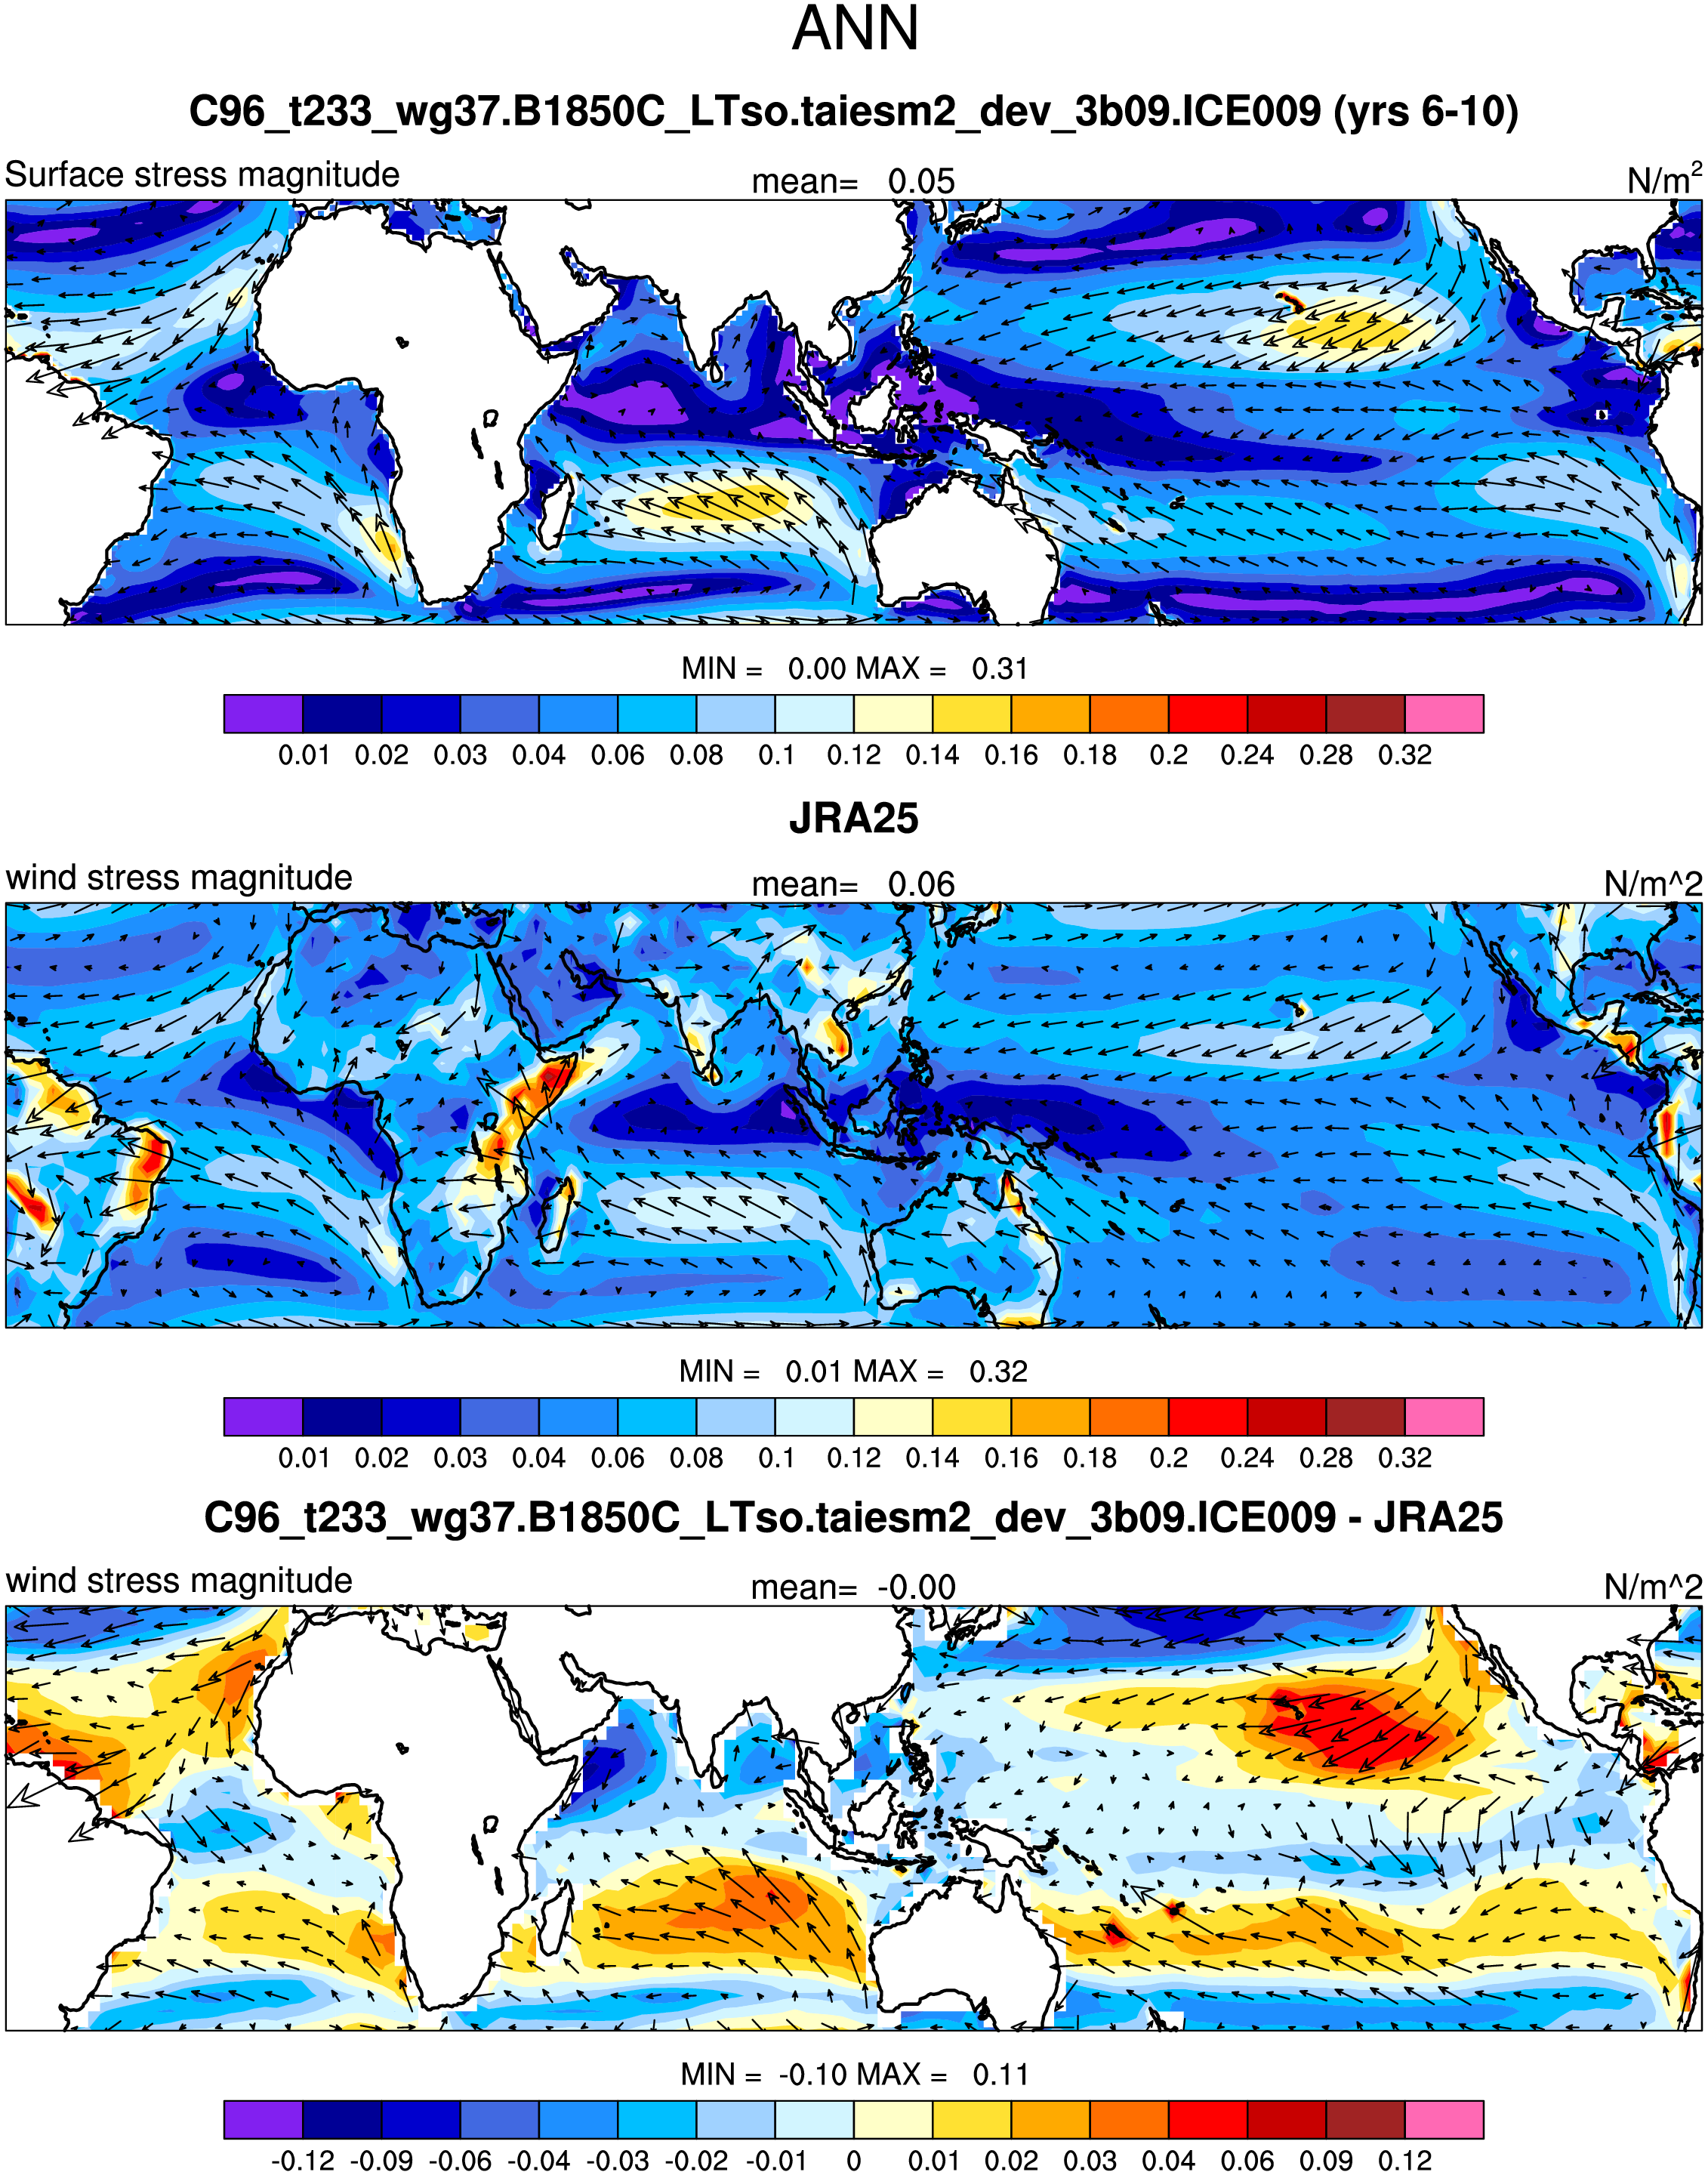 ANN
C96_t233_wg37.B1850C_LTso.taiesm2_dev_3b09.ICE009 (yrs 6-10)
Surface stress magnitude mean= 0.05 N/m2
MIN = 0.00 MAX = 0.31
0.01 0.02 0.03 0.04 0.06 0.08 0.1 0.12 0.14 0.16 0.18 0.2 0.24 0.28 0.32
JRA25
wind stress magnitude mean= 0.06 N/m^2
MIN = 0.01 MAX = 0.32
0.01 0.02 0.03 0.04 0.06 0.08 0.1 0.12 0.14 0.16 0.18 0.2 0.24 0.28 0.32
C96_t233_wg37.B1850C_LTso.taiesm2_dev_3b09.ICE009 - JRA25
wind stress magnitude mean= -0.00 N/m^2
MIN = -0.10 MAX = 0.11
-0.12 -0.09 -0.06 -0.04 -0.03 -0.02 -0.01 0 0.01 0.02 0.03 0.04 0.06 0.09 0.12